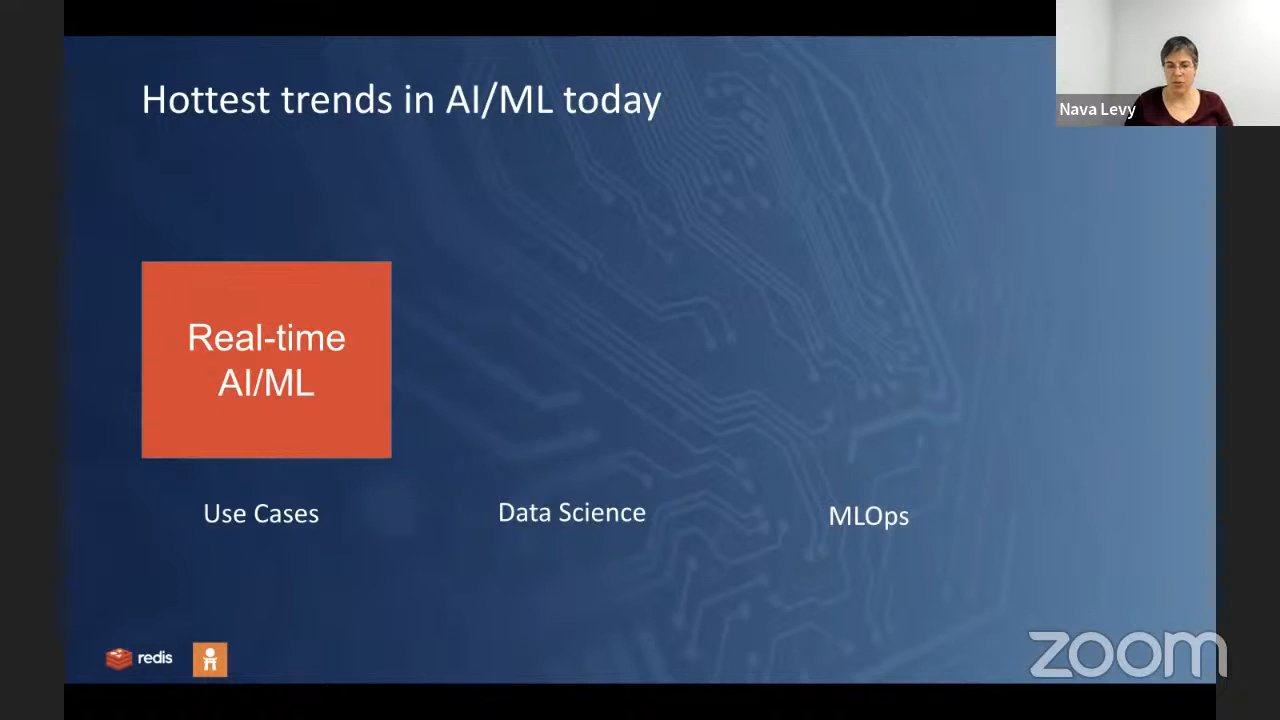 Hottest trends in AI/ML today
Nava Levy
Real-time
AI/ML
Use Cases
Data Science
MLOps
redis
zoom